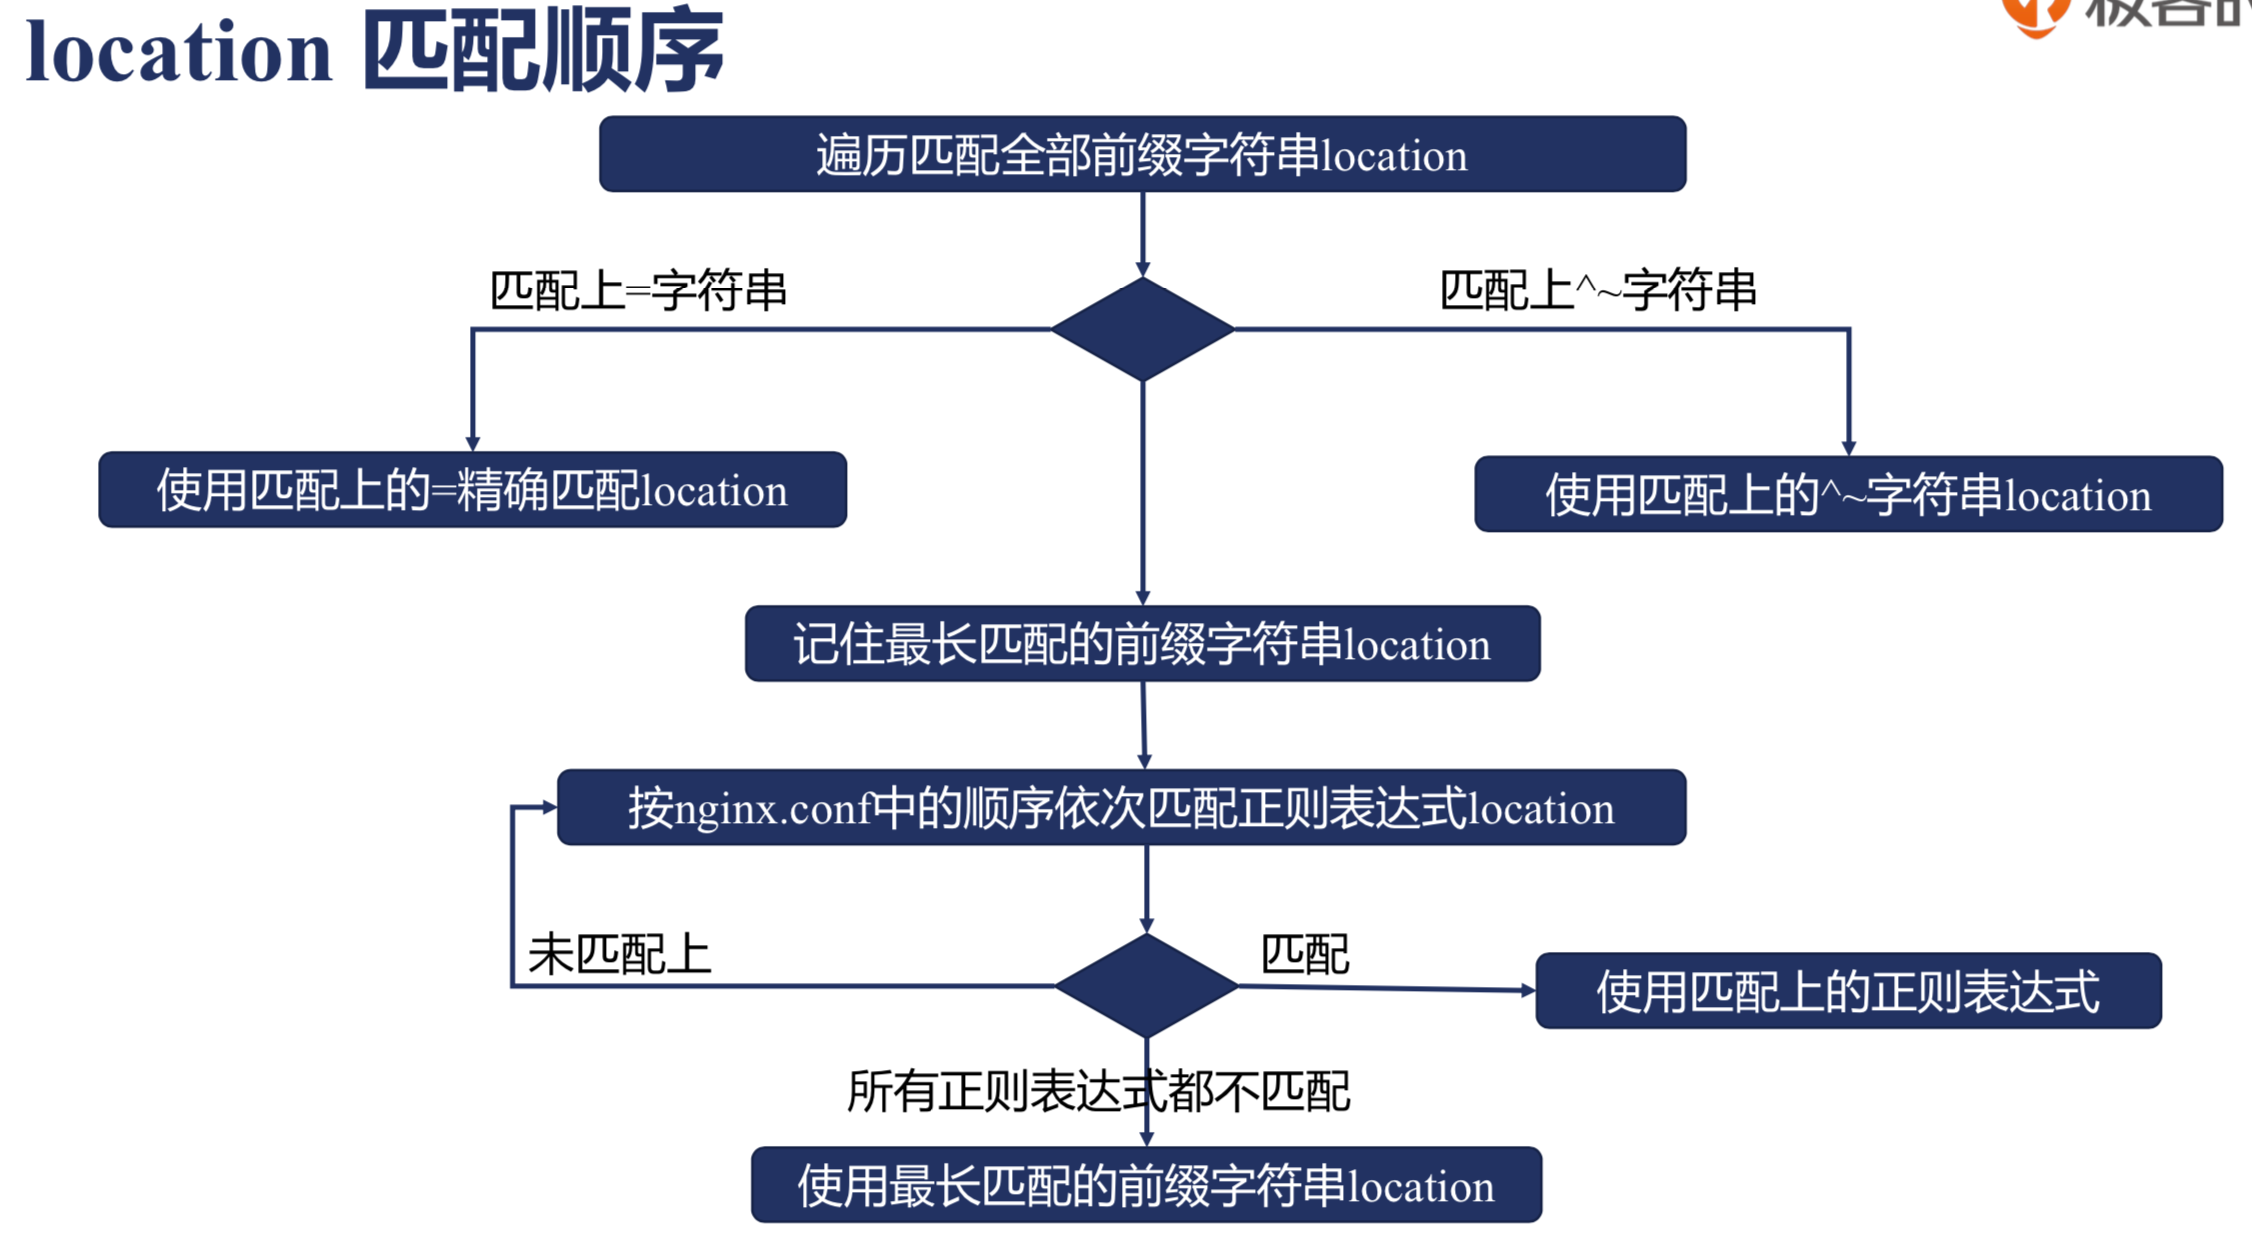 location 匹配顺序
遍历匹配全部前缀字符串location
匹配上=字符串
匹配上^~字符串
使用匹配上的=精确匹配location
使用匹配上的^~字符串location
记住最长匹配的前缀字符串location
按nginx.conf中的顺序依次匹配正则表达式location
未匹配上
匹配
使用匹配上的正则表达式
所有正则表达式都不匹配
使用最长匹配的前缀字符串location